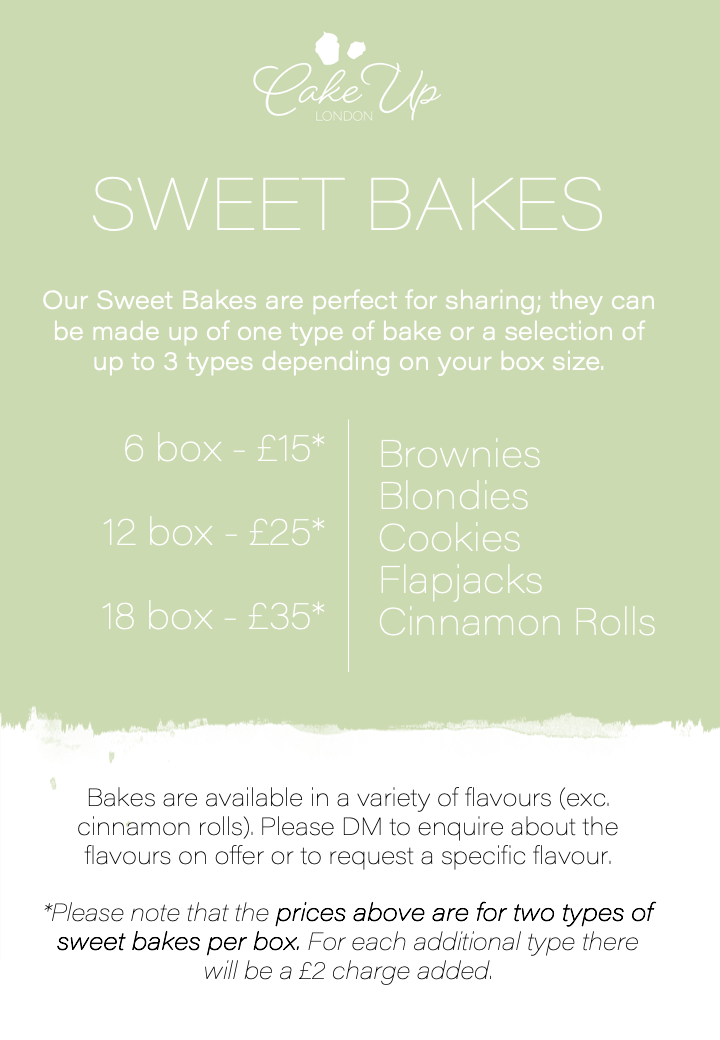 Cake Up
LONDON
SWEET BAKES
Our Sweet Bakes are perfect for sharing; they can
be made up of one type of bake or a selection of
up to 3 types depending on your box size.
6 box - £15*
12 box - £25*
18 box - £35*
Brownies
Blondies
Cookies
Flapjacks
Cinnamon Rolls
Bakes are available in a variety of flavours (exc.
cinnamon rolls). Please DM to enquire about the
flavours on offer or to request a specific flavour.
*Please note that the prices above are for two types of
sweet bakes per box. For each additional type there
will be a £2 charge added.